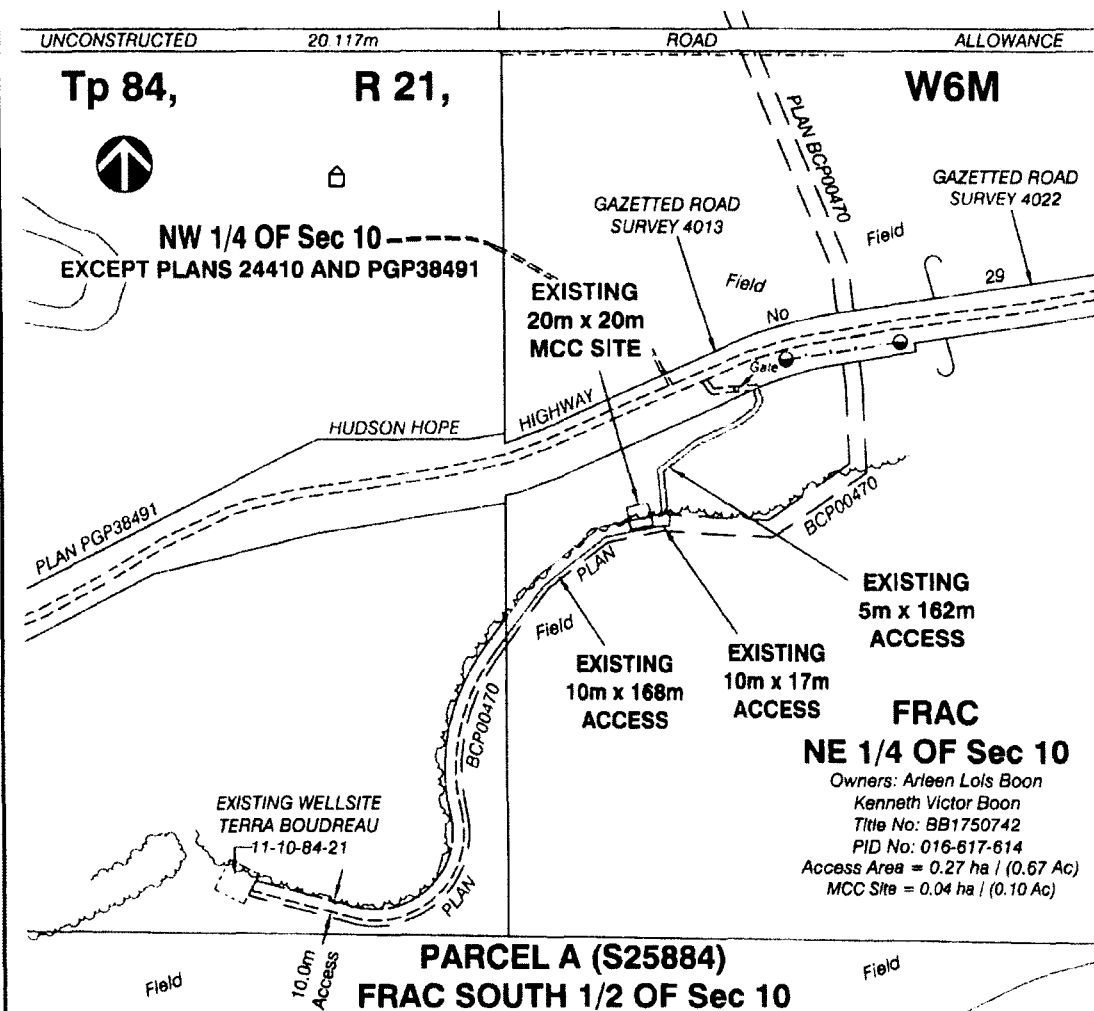 UNCONSTRUCTED 20.117m ROAD ALLOWANCE
Tp 84, R 21, W6M
PLAN BCP00470
GAZETTED ROAD
SURVEY 4013
GAZETTED ROAD
SURVEY 4022
Field
NW 1/4 OF Sec 10
EXCEPT PLANS 24410 AND PGP38491
Field
29
No
EXISTING
20m x 20m
MCC SITE
Gate
HIGHWAY
HUDSON HOPE
PLAN PGP38491
BCP00470
PLAN
Field
EXISTING
5m x 162m
ACCESS
EXISTING
10m x 168m
ACCESS
EXISTING
10m x 17m
ACCESS
BCP00470
FRAC
NE 1/4 OF Sec 10
Owners: Arleen Lois Boon
Kenneth Victor Boon
Title No: BB1750742
PID No: 016-617-614
Access Area = 0.27 ha / (0.67 Ac)
MCC Site = 0.04 ha / (0.10 Ac)
EXISTING WELLSITE
TERRA BOUDREAU
11-10-84-21
PLAN
10.0m
Access
PARCEL A (S25884)
FRAC SOUTH 1/2 OF Sec 10
Field
Field